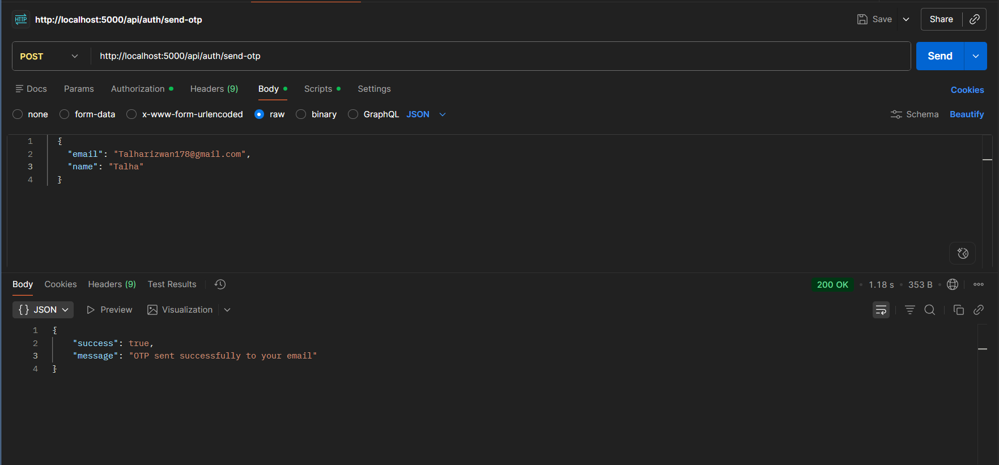 HTTP http://localhost:5000/api/auth/send-otp Save Share
POST http://localhost:5000/api/auth/send-otp Send
Docs Params Authorization Headers (9) Body Scripts Settings Cookies
none form-data x-www-form-urlencoded raw binary GraphQL JSON Schema Beautify
1 {
2 "email": "Talharizwan178@gmail.com",
3 "name": "Talha"
4 }
Body Cookies Headers (9) Test Results 200 OK • 1.18 s • 353 B •
{} JSON Preview Visualization
1 {
2 "success": true,
3 "message": "OTP sent successfully to your email"
4 }